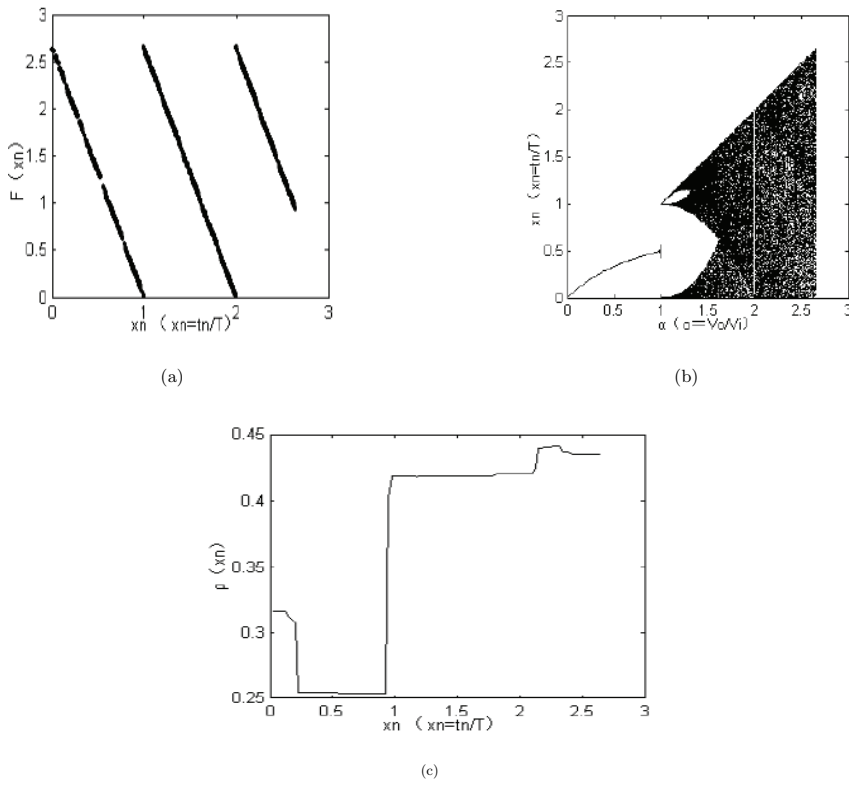 3
2.5
2
1.5
1
0.5
0
F (xn)
0 1 2 3
xn (xn=tn/T)
(a)
3
2.5
2
1.5
1
0.5
0
xn (xn=tn/T)
0 0.5 1 1.5 2 2.5 3
α (α=Vo/Vi)
(b)
0.45
0.4
0.35
0.3
0.25
ρ (xn)
0 0.5 1 1.5 2 2.5 3
xn (xn=tn/T)
(c)